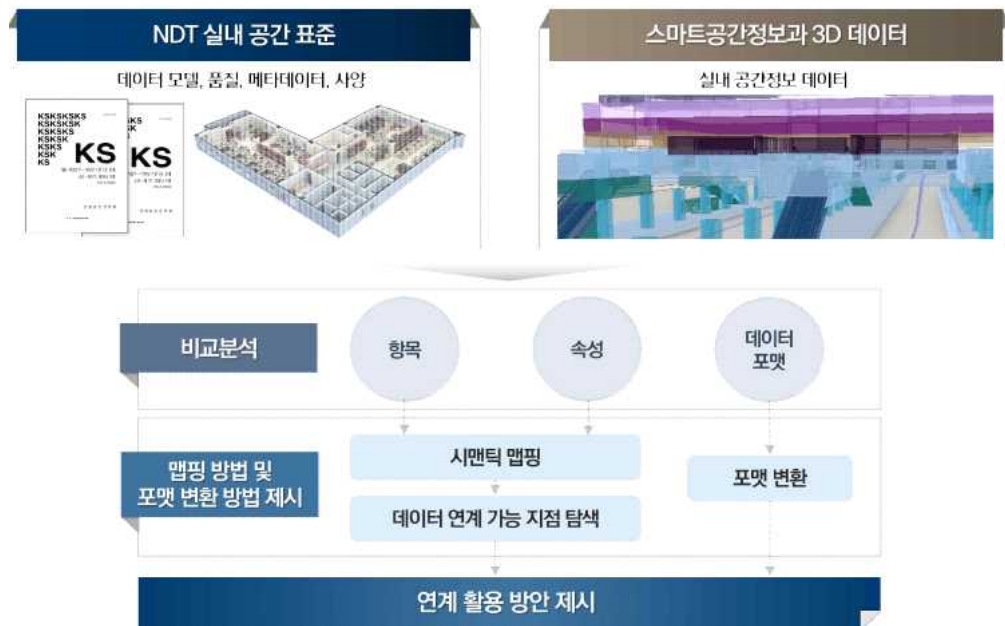 NDT 실내 공간 표준
데이터 모델, 품질, 메타데이터, 사양
KSKSKSKS
KSKSKSK
KSKSKS
KSKSK
KSKS
KSK
KS
KS
KS
스마트공간정보과 3D 데이터
실내 공간정보 데이터
비교분석
항목
속성
데이터
포맷
맵핑 방법 및
포맷 변환 방법 제시
시맨틱 맵핑
데이터 연계 가능 지점 탐색
포맷 변환
연계 활용 방안 제시